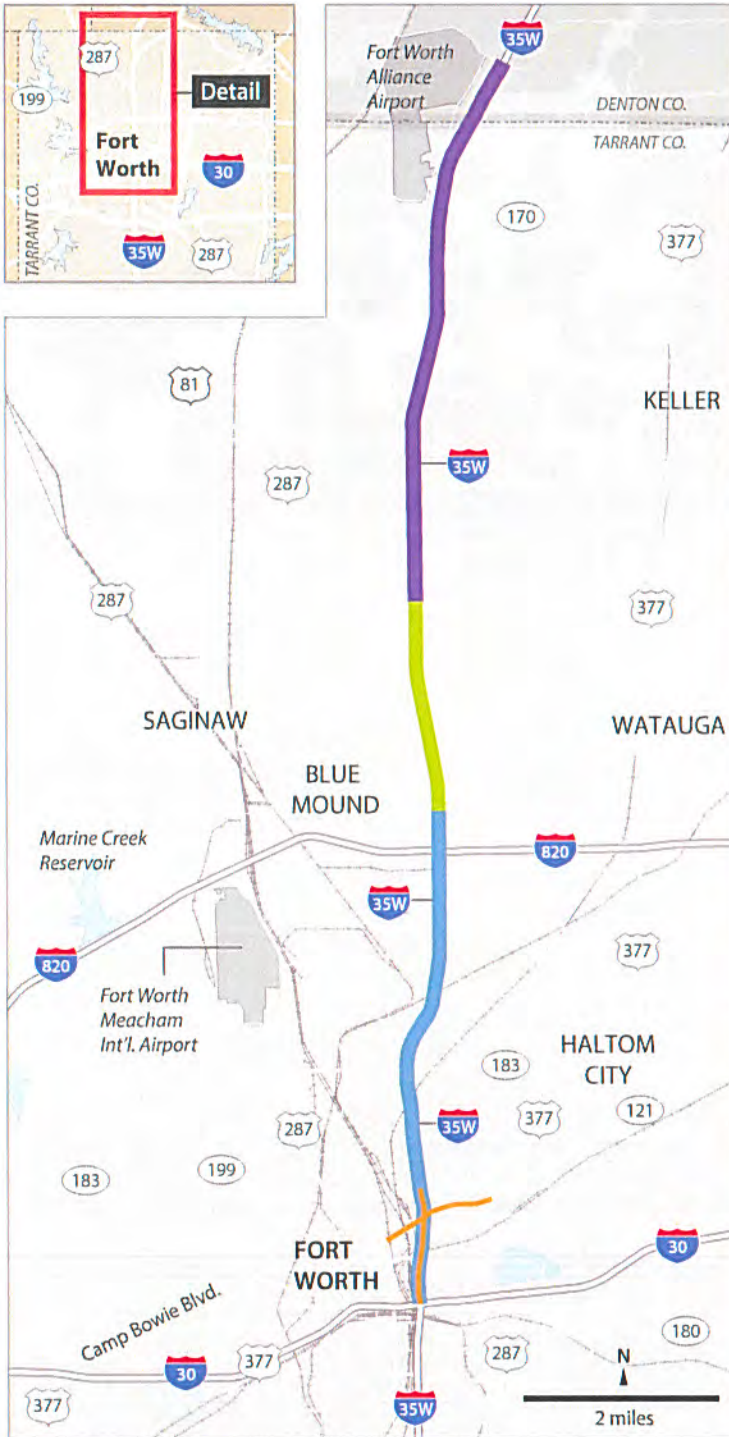 287
199
Detail
Fort
Worth
30
TARRANT CO.
35W
287
35W
Fort Worth
Alliance
Airport
DENTON CO.
TARRANT CO.
170
377
81
KELLER
35W
287
287
377
SAGINAW
WATAUGA
BLUE
MOUND
Marine Creek
Reservoir
820
35W
377
820
Fort Worth
Meacham
Int'l. Airport
HALTOM
CITY
183
121
377
35W
287
199
183
30
FORT
WORTH
Camp Bowie Blvd.
180
287
N
377
30
377
35W
2 miles